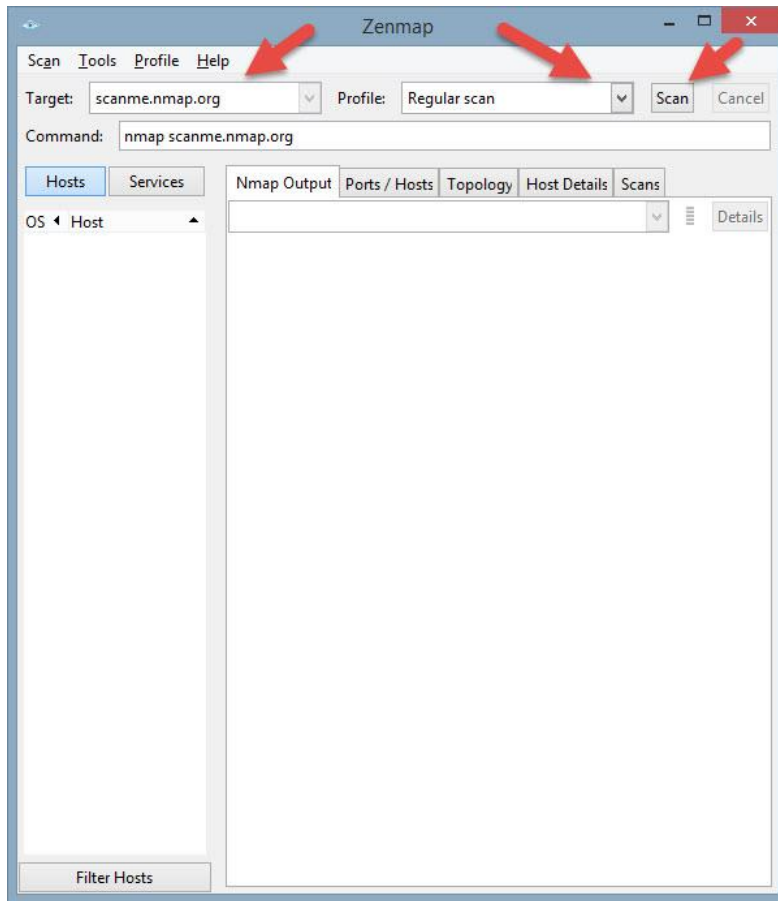 Zenmap
Scan Tools Profile Help
Target: scanme.nmap.org Profile: Regular scan Scan Cancel
Command: nmap scanme.nmap.org
Hosts Services Nmap Output Ports / Hosts Topology Host Details Scans
OS Host Details
Filter Hosts